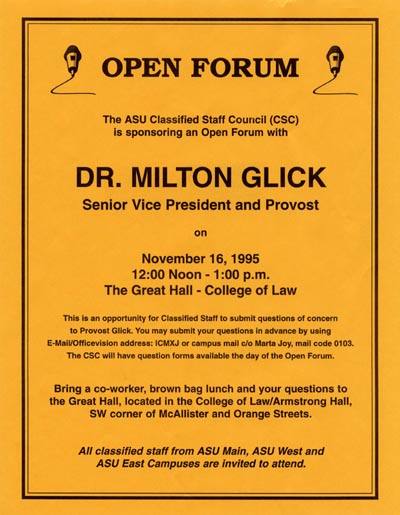 OPEN FORUM
The ASU Classified Staff Council (CSC)
is sponsoring an Open Forum with
DR. MILTON GLICK
Senior Vice President and Provost
on
November 16, 1995
12:00 Noon - 1:00 p.m.
The Great Hall - College of Law
This is an opportunity for Classified Staff to submit questions of concern
to Provost Glick. You may submit your questions in advance by using
E-Mail/Officevision address: ICMXJ or campus mail c/o Marta Joy, mail code 0103.
The CSC will have question forms available the day of the Open Forum.
Bring a co-worker, brown bag lunch and your questions to
the Great Hall, located in the College of Law/Armstrong Hall,
SW corner of McAllister and Orange Streets.
All classified staff from ASU Main, ASU West and
ASU East Campuses are invited to attend.